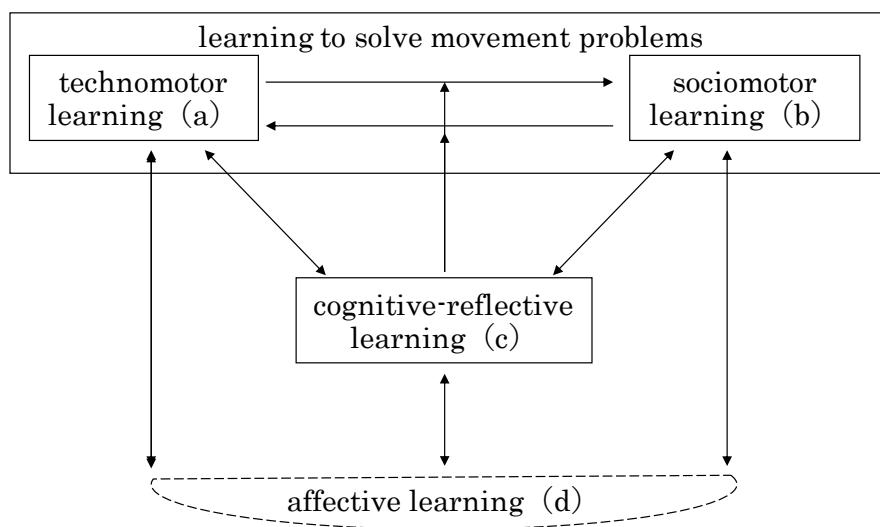 learning to solve movement problems
technomotor
learning（a）
sociomotor
learning（b）
cognitive-reflective
learning（c）
affective learning（d）